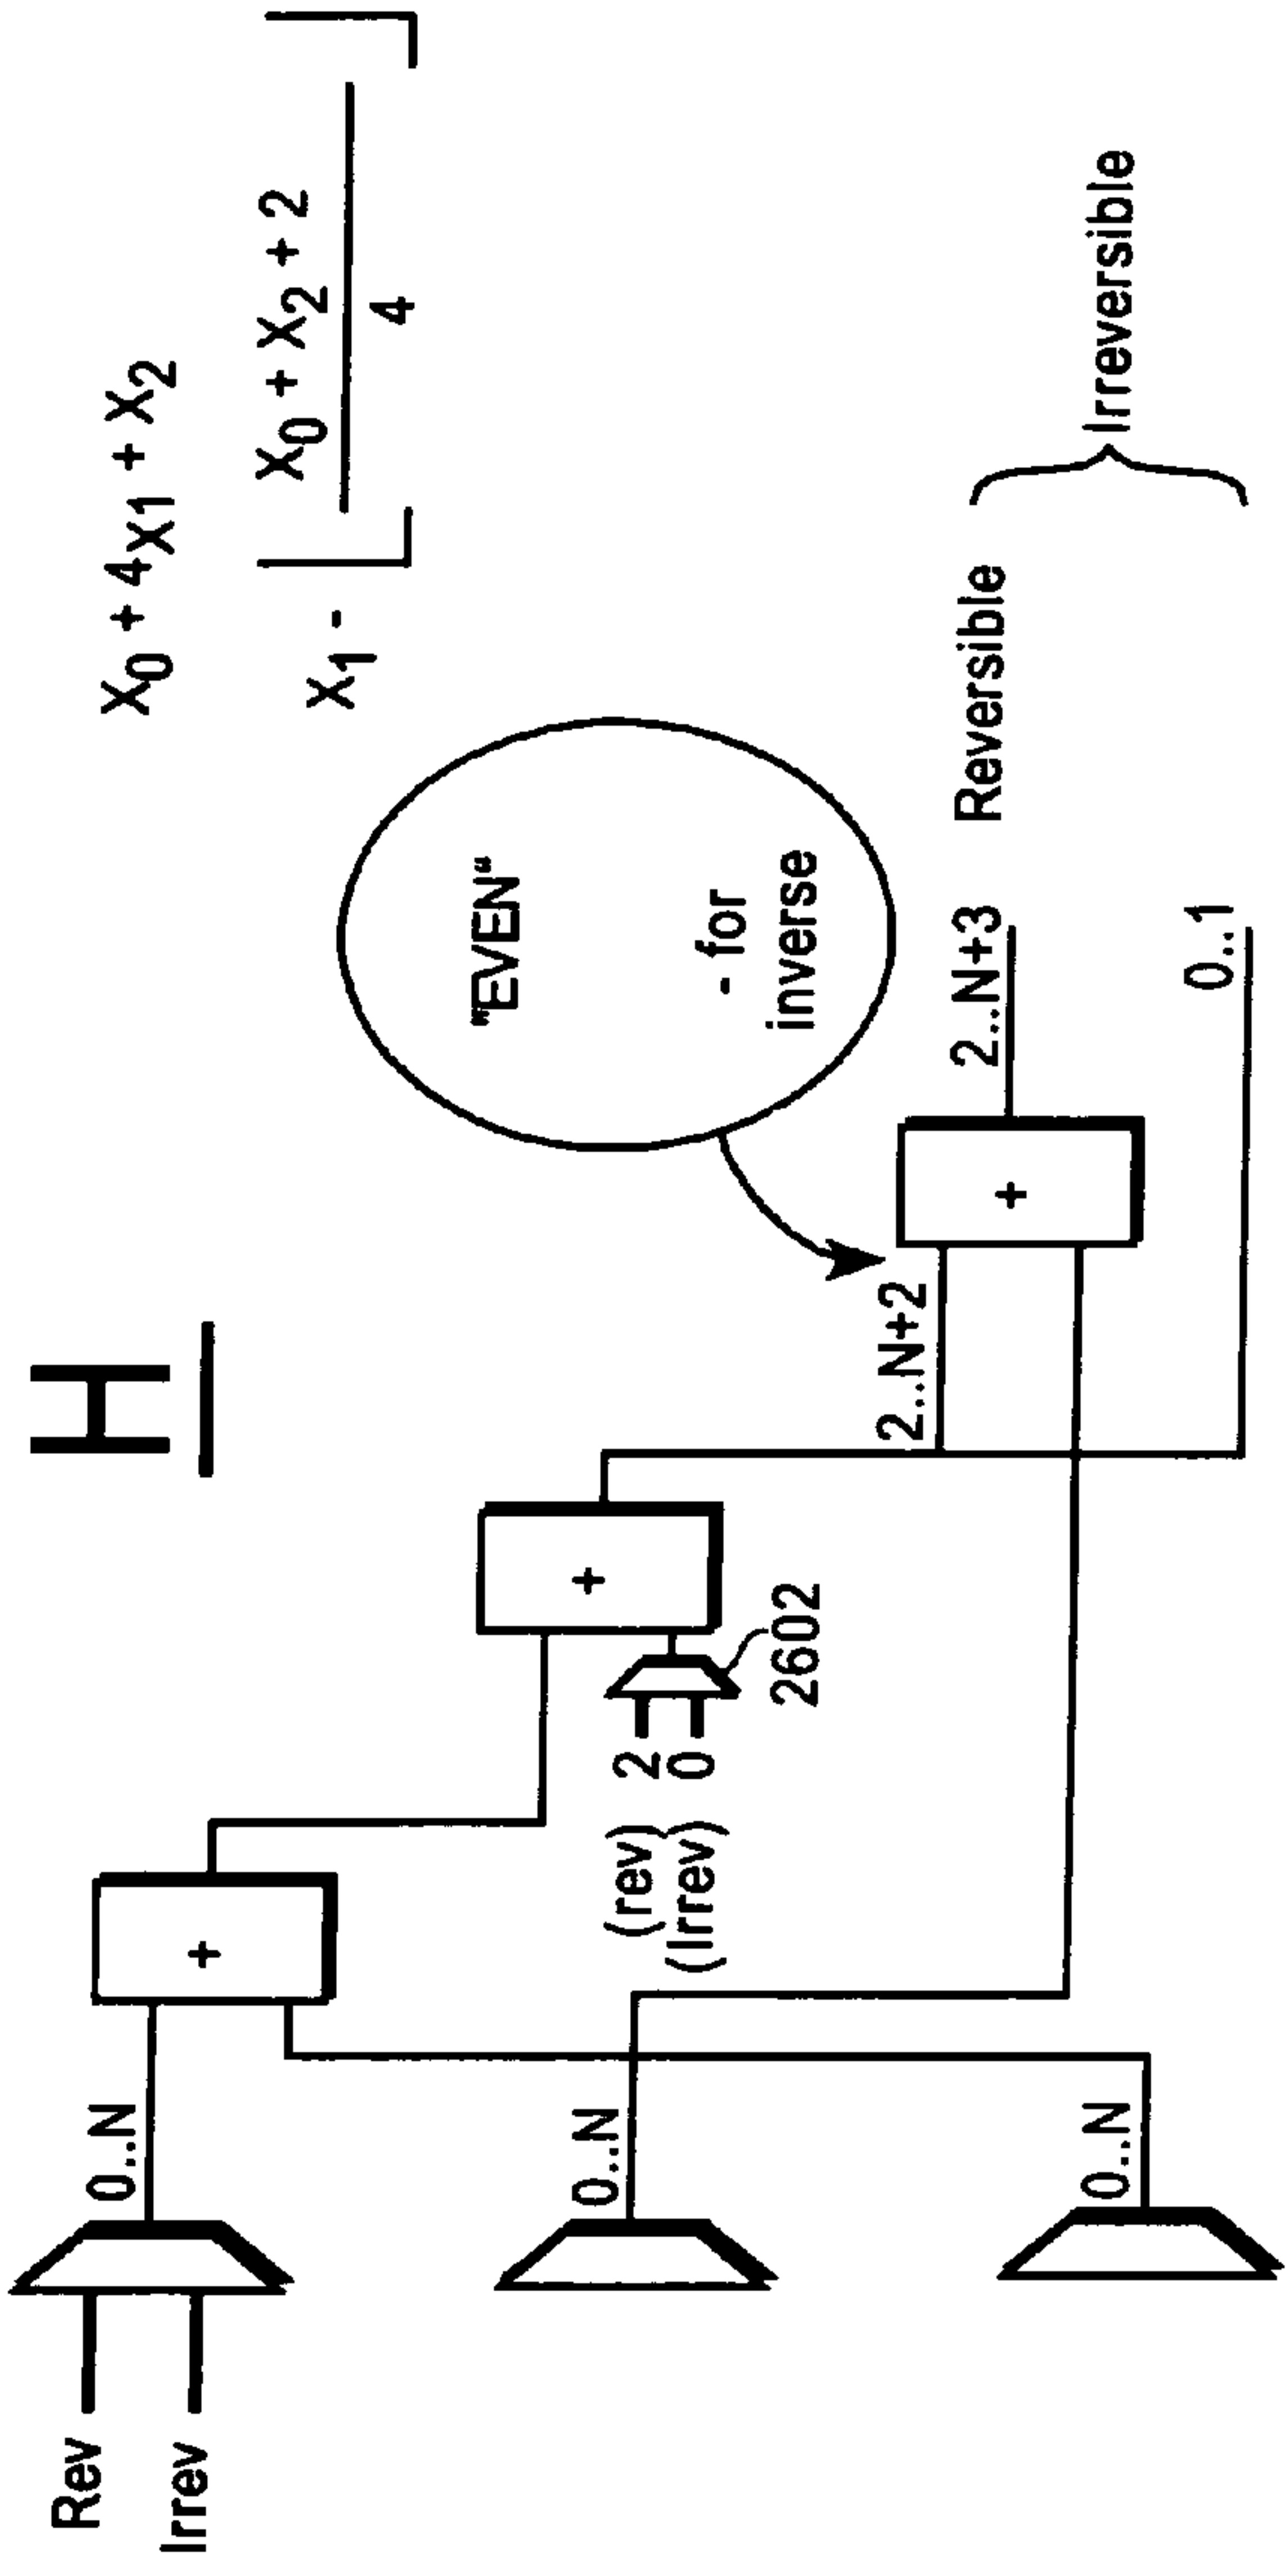 H
X0 + 4X1 + X2
X1 - [ X0 + X2 + 2
4 ]
Rev
Irrev
0..N
+
0..N
0..N
+
(rev) 2
(Irrev) 0
2602
"EVEN"
- for
inverse
2..N+2
+
2..N+3
Reversible
0..1
Irreversible